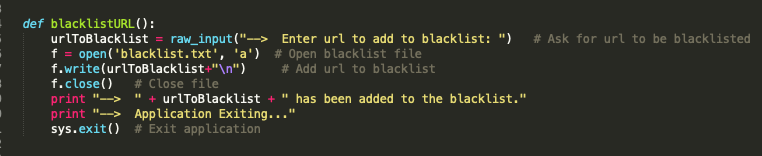 def blacklistURL():
    urlToBlacklist = raw_input("-->  Enter url to add to blacklist: ")   # Ask for url to be blacklisted
    f = open('blacklist.txt', 'a')  # Open blacklist file
    f.write(urlToBlacklist+"\n")     # Add url to blacklist
    f.close()   # Close file
    print "-->  " + urlToBlacklist + " has been added to the blacklist."
    print "-->  Application Exiting..."
    sys.exit()  # Exit application